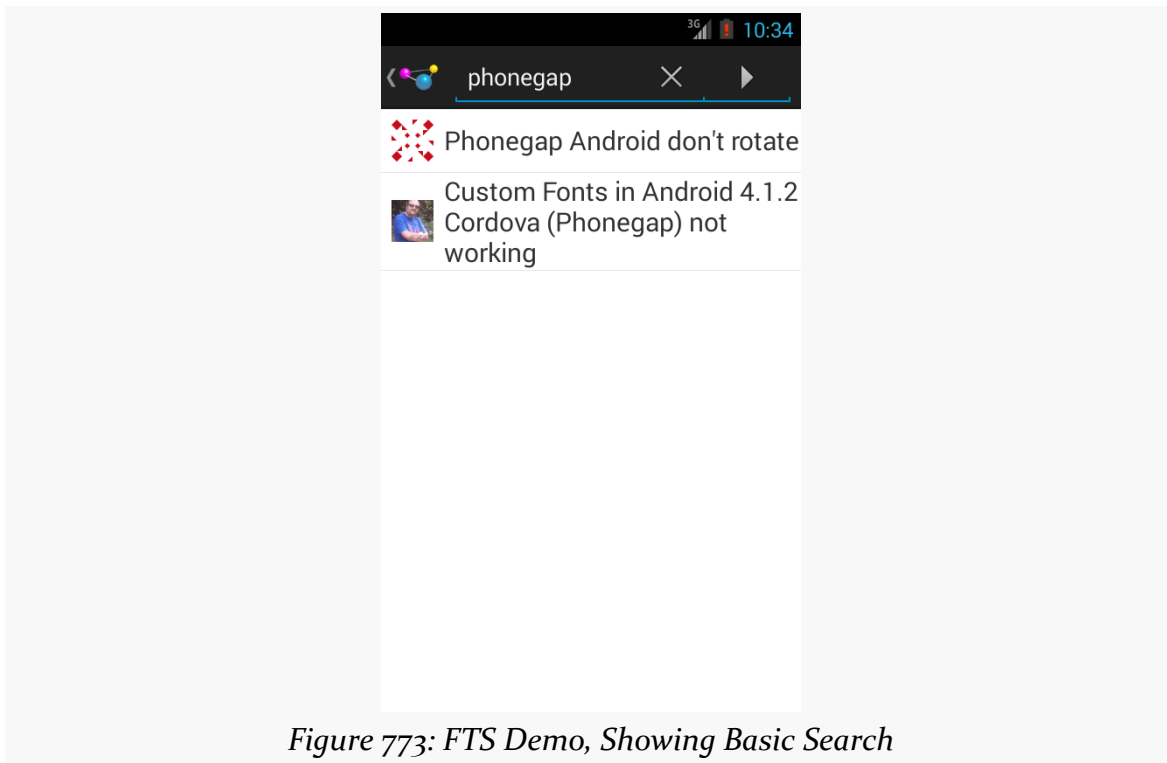 3G 10:34
phonegap
Phonegap Android don't rotate
Custom Fonts in Android 4.1.2
Cordova (Phonegap) not
working
Figure 773: FTS Demo, Showing Basic Search